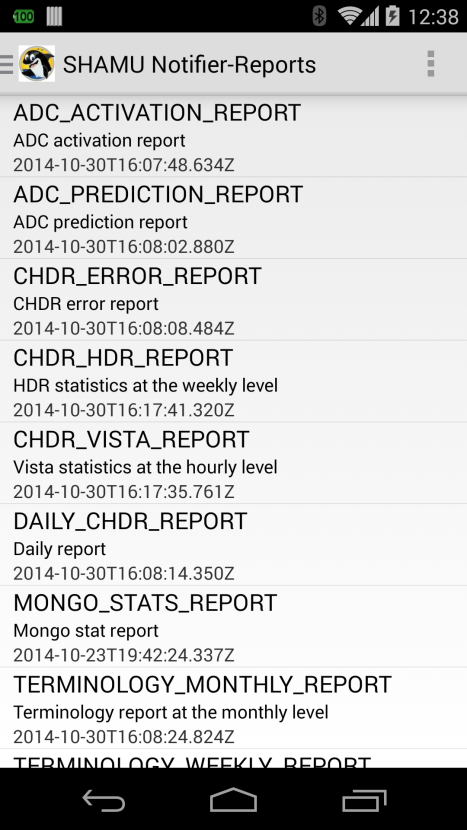 100
12:38
SHAMU Notifier-Reports
ADC_ACTIVATION_REPORT
ADC activation report
2014-10-30T16:07:48.634Z
ADC_PREDICTION_REPORT
ADC prediction report
2014-10-30T16:08:02.880Z
CHDR_ERROR_REPORT
CHDR error report
2014-10-30T16:08:08.484Z
CHDR_HDR_REPORT
HDR statistics at the weekly level
2014-10-30T16:17:41.320Z
CHDR_VISTA_REPORT
Vista statistics at the hourly level
2014-10-30T16:17:35.761Z
DAILY_CHDR_REPORT
Daily report
2014-10-30T16:08:14.350Z
MONGO_STATS_REPORT
Mongo stat report
2014-10-23T19:42:24.337Z
TERMINOLOGY_MONTHLY_REPORT
Terminology report at the monthly level
2014-10-30T16:08:24.824Z
TERMINOLOGY_WEEKLY_REPORT